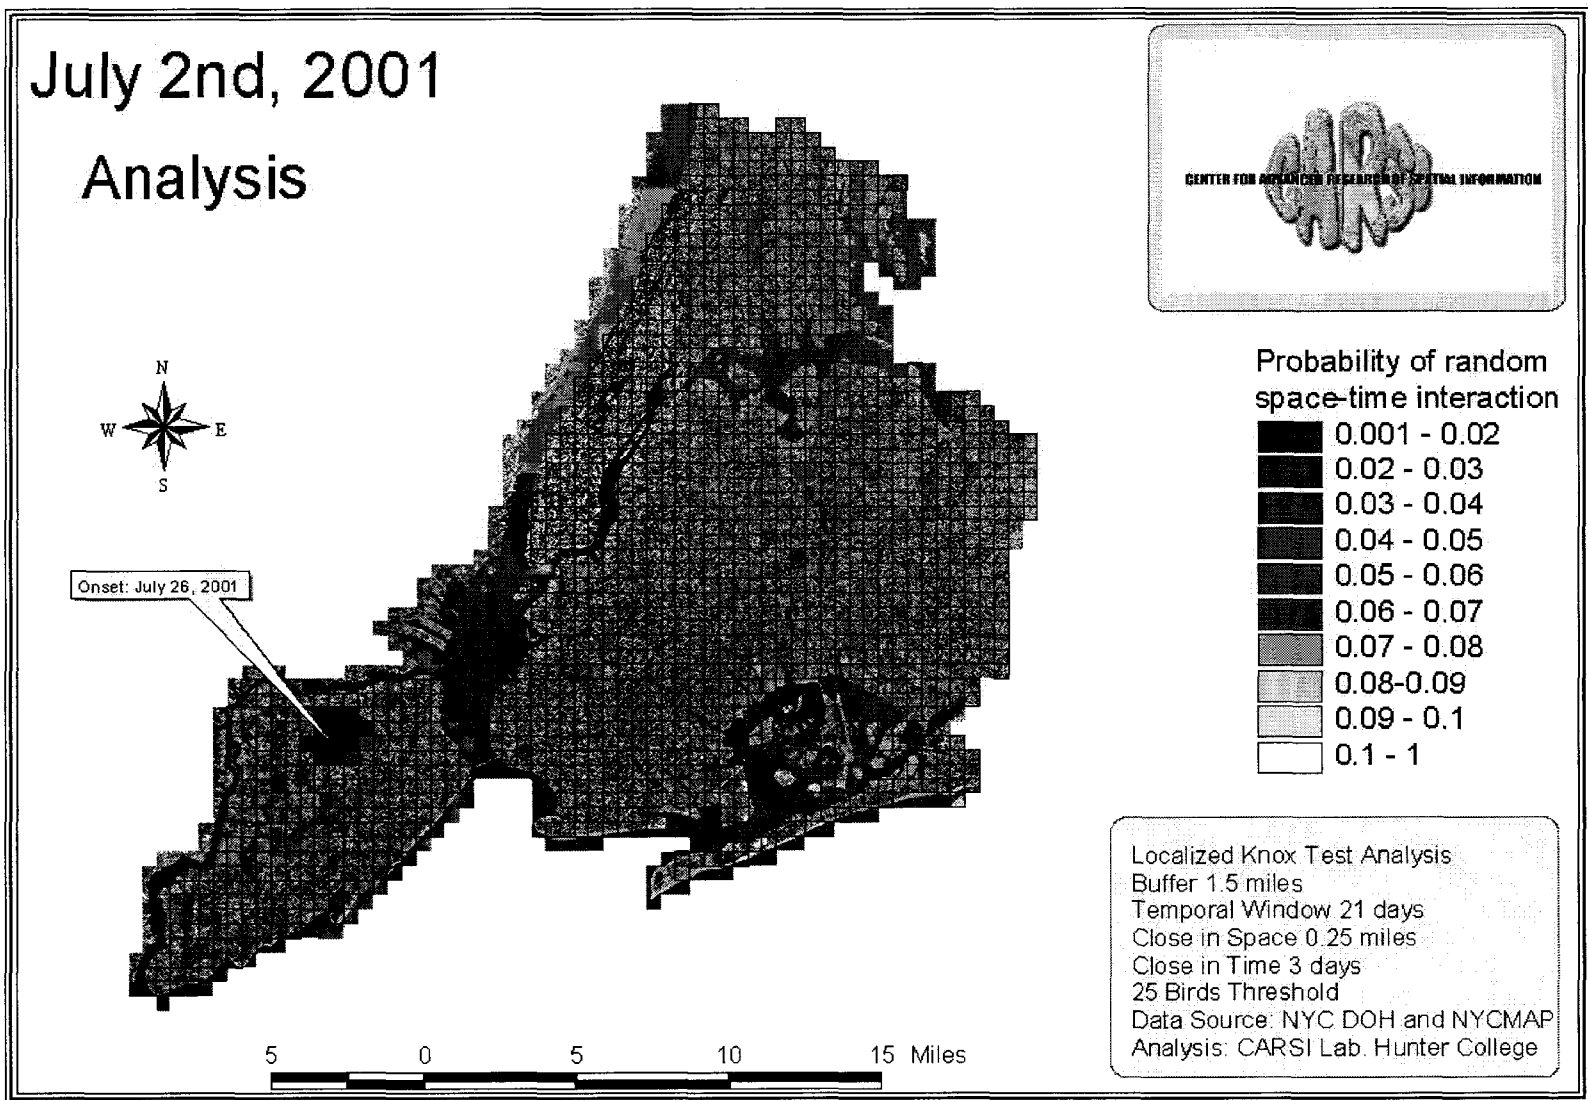 July 2nd, 2001
Analysis
CENTER FOR ADVANCED RESEARCH OF SPATIAL INFORMATION
CARSI
N
W
E
S
Probability of random
space-time interaction
0.001 - 0.02
0.02 - 0.03
0.03 - 0.04
0.04 - 0.05
0.05 - 0.06
0.06 - 0.07
0.07 - 0.08
0.08-0.09
0.09 - 0.1
0.1 - 1
Onset: July 26, 2001
Localized Knox Test Analysis
Buffer 1.5 miles
Temporal Window 21 days
Close in Space 0.25 miles
Close in Time 3 days
25 Birds Threshold
Data Source: NYC DOH and NYCMAP
Analysis: CARSI Lab. Hunter College
5 0 5 10 15 Miles